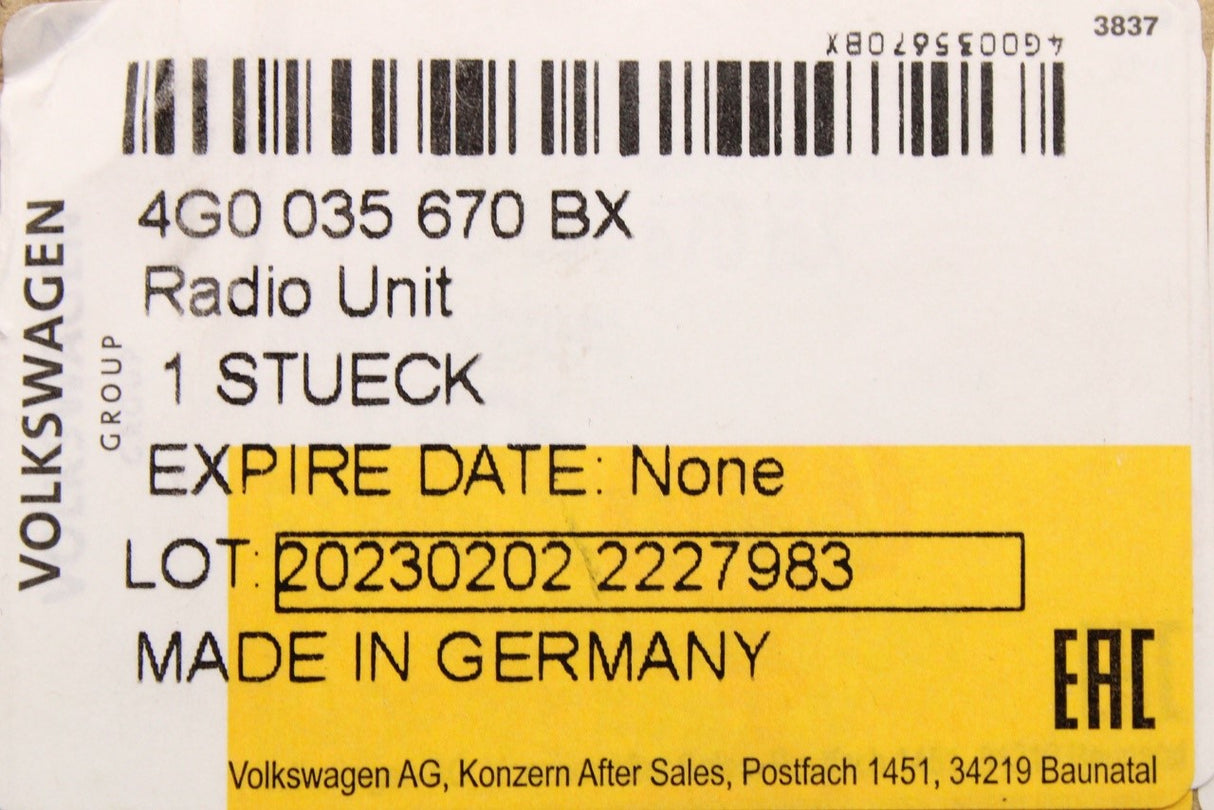 3837
4G0035670BX
4G0 035 670 BX
Radio Unit
1 STUECK
EXPIRE DATE: None
LOT: 20230202 2227983
MADE IN GERMANY
EAC
Volkswagen AG, Konzern After Sales, Postfach 1451, 34219 Baunatal
VOLKSWAGEN
GROUP